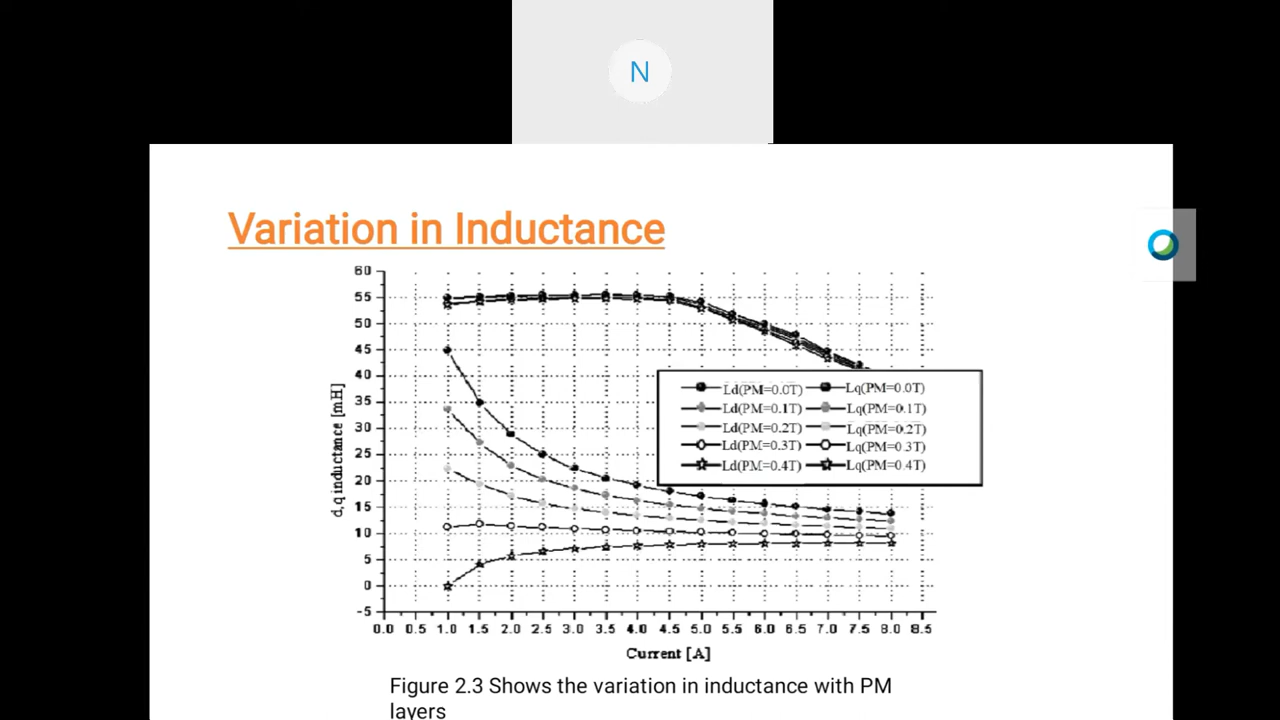 N
Variation in Inductance
60
55
50
45
40
35
30
25
20
15
10
5
0
-5
d,q inductance [mH]
Ld(PM=0.0T) Lq(PM=0.0T)
Ld(PM=0.1T) Lq(PM=0.1T)
Ld(PM=0.2T) Lq(PM=0.2T)
Ld(PM=0.3T) Lq(PM=0.3T)
Ld(PM=0.4T) Lq(PM=0.4T)
0.0 0.5 1.0 1.5 2.0 2.5 3.0 3.5 4.0 4.5 5.0 5.5 6.0 6.5 7.0 7.5 8.0 8.5
Current [A]
Figure 2.3 Shows the variation in inductance with PM
layers